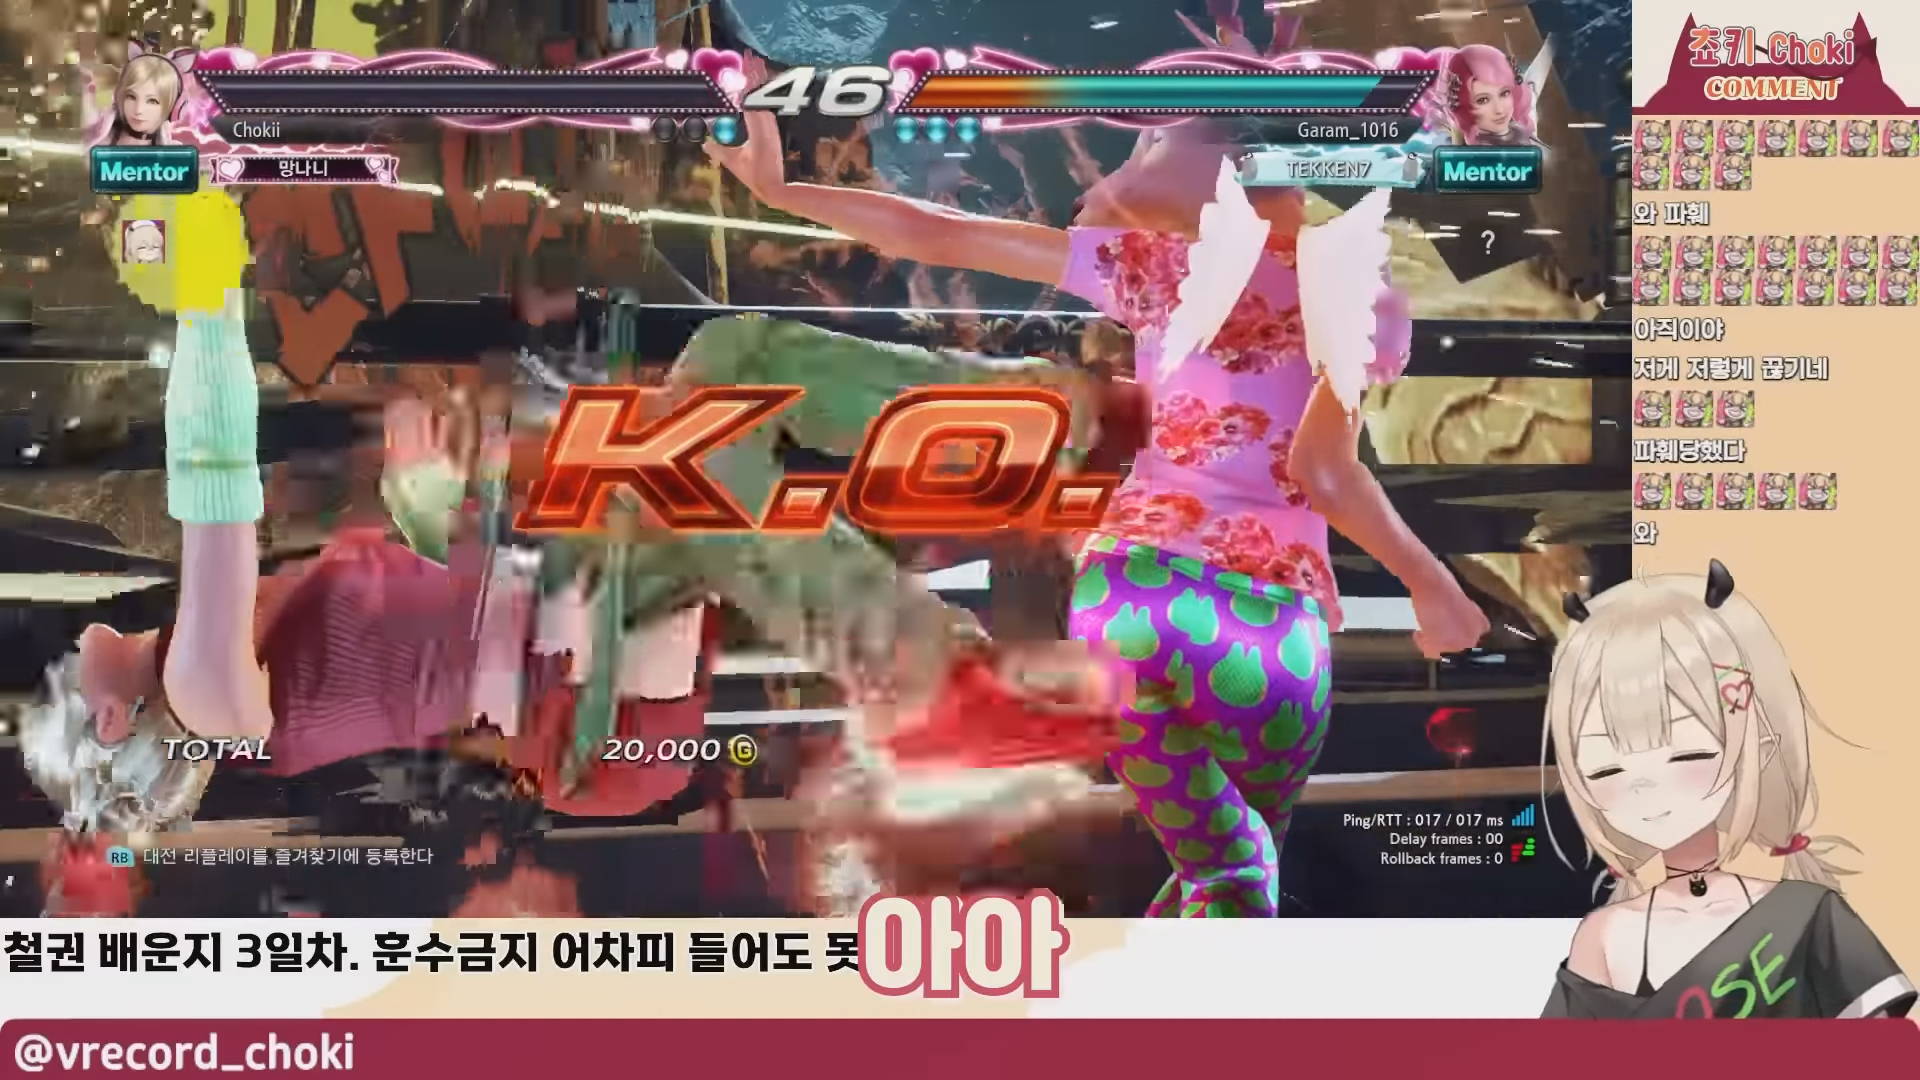 쵸키 Choki
COMMENT
46
Chokii
Garam_1016
Mentor
망나니
TEKKEN7
Mentor
?
와 파훼
아직이야
저게 저렇게 끊기네
파훼당했다
와
K.O.
TOTAL
20,000 G
Ping/RTT : 017 / 017 ms
Delay frames : 00
Rollback frames : 0
RB 대전 리플레이를 즐겨찾기에 등록한다
철권 배운지 3일차. 훈수금지 어차피 들어도 못
아아
OSE
@vrecord_choki